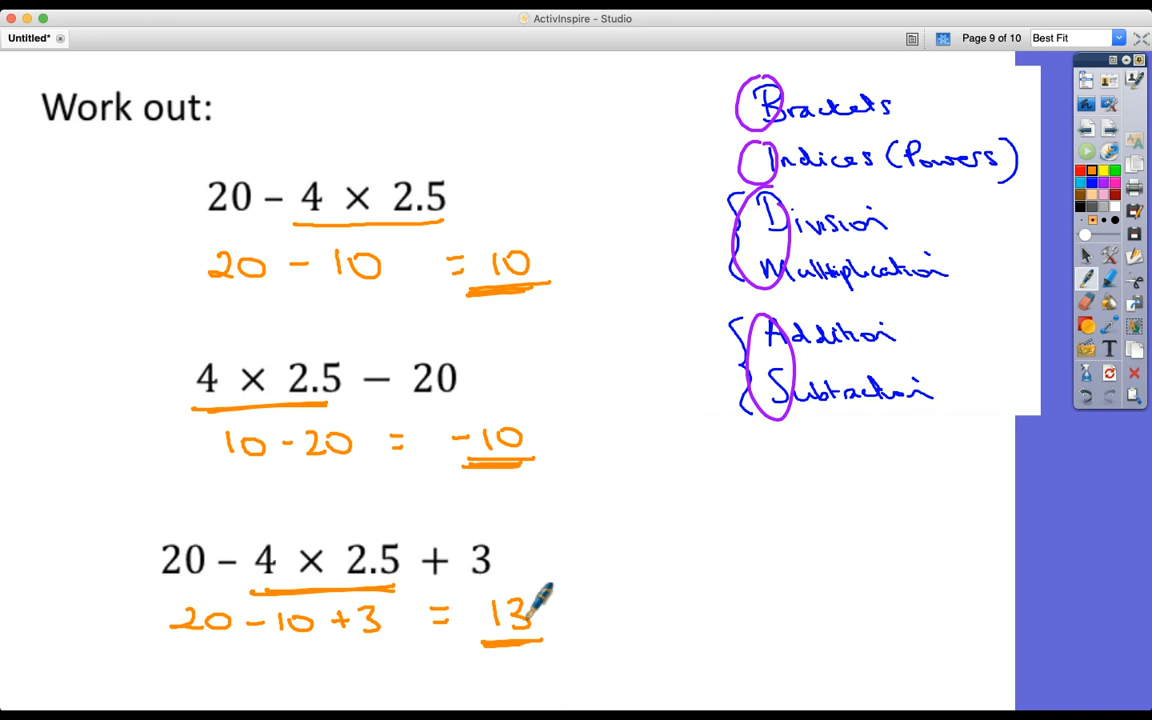 ActivInspire - Studio
Untitled*
Page 9 of 10
Best Fit
Work out:
20 – 4 × 2.5
20 - 10 = 10
4 × 2.5 − 20
10 - 20 = -10
20 – 4 × 2.5 + 3
20 - 10 + 3 = 13
Brackets
Indices (Powers)
Division
Multiplication
Addition
Subtraction